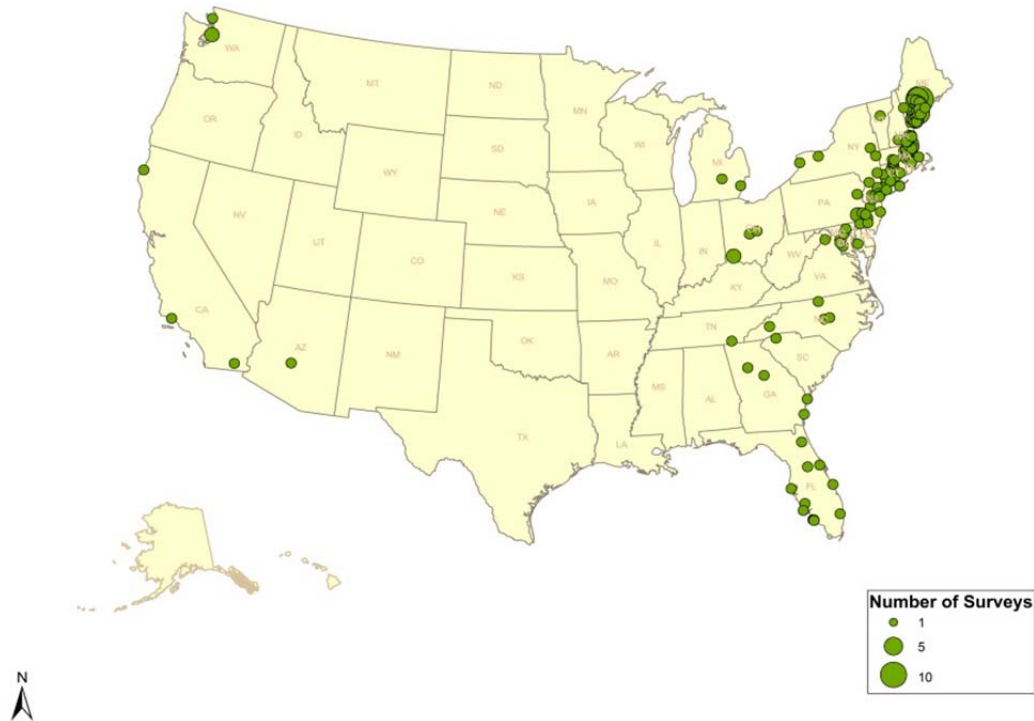 WA
ME
MT
ND
MN
OR
ID
WI
SD
NY
MI
WY
IA
PA
NE
NV
OH
IL
IN
UT
CO
WV
KS
MO
VA
KY
CA
TN
NC
OK
AZ
NM
AR
SC
MS
AL
GA
TX
LA
FL
Number of Surveys
1
5
10
N